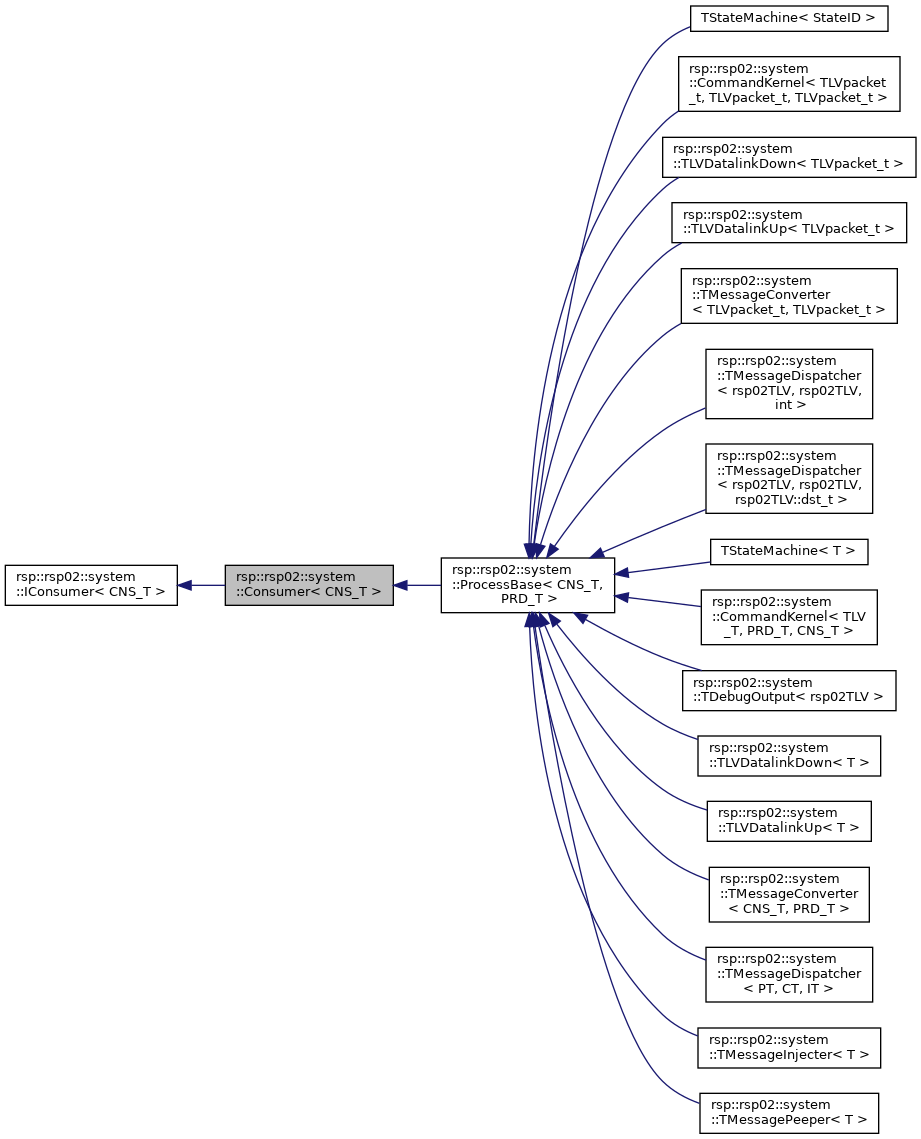 TStateMachine< StateID >
rsp::rsp02::system
::CommandKernel< TLVpacket
_t, TLVpacket_t, TLVpacket_t >
rsp::rsp02::system
::TLVDatalinkDown< TLVpacket_t >
rsp::rsp02::system
::TLVDatalinkUp< TLVpacket_t >
rsp::rsp02::system
::TMessageConverter
< TLVpacket_t, TLVpacket_t >
rsp::rsp02::system
::TMessageDispatcher
< rsp02TLV, rsp02TLV,
int >
rsp::rsp02::system
::TMessageDispatcher
< rsp02TLV, rsp02TLV,
rsp02TLV::dst_t >
rsp::rsp02::system
::IConsumer< CNS_T >
rsp::rsp02::system
::Consumer< CNS_T >
rsp::rsp02::system
::ProcessBase< CNS_T,
PRD_T >
TStateMachine< T >
rsp::rsp02::system
::CommandKernel< TLV
_T, PRD_T, CNS_T >
rsp::rsp02::system
::TDebugOutput< rsp02TLV >
rsp::rsp02::system
::TLVDatalinkDown< T >
rsp::rsp02::system
::TLVDatalinkUp< T >
rsp::rsp02::system
::TMessageConverter
< CNS_T, PRD_T >
rsp::rsp02::system
::TMessageDispatcher
< PT, CT, IT >
rsp::rsp02::system
::TMessageInjecter< T >
rsp::rsp02::system
::TMessagePeeper< T >